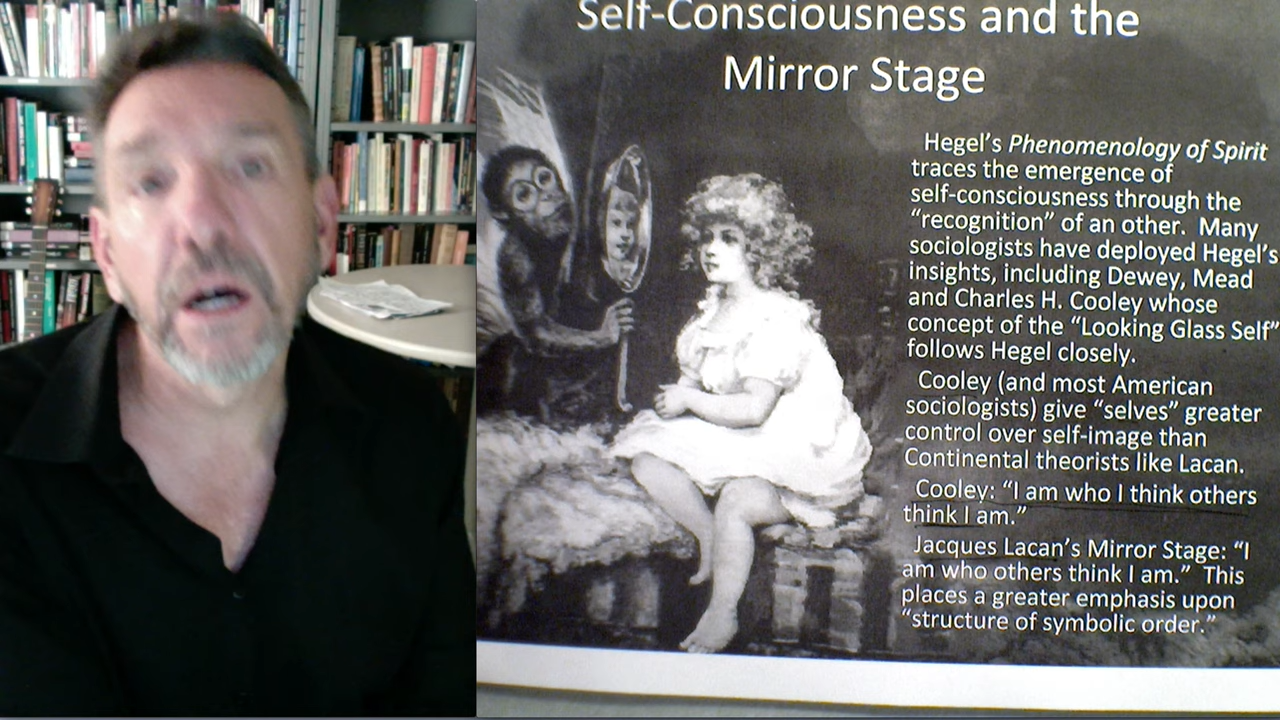 Self-Consciousness and the
Mirror Stage
Hegel's Phenomenology of Spirit
traces the emergence of
self-consciousness through the
"recognition" of an other. Many
sociologists have deployed Hegel's
insights, including Dewey, Mead
and Charles H. Cooley whose
concept of the "Looking Glass Self"
follows Hegel closely.
Cooley (and most American
sociologists) give "selves" greater
control over self-image than
Continental theorists like Lacan.
Cooley: "I am who I think others
think I am."
Jacques Lacan's Mirror Stage: "I
am who others think I am." This
places a greater emphasis upon
"structure of symbolic order."